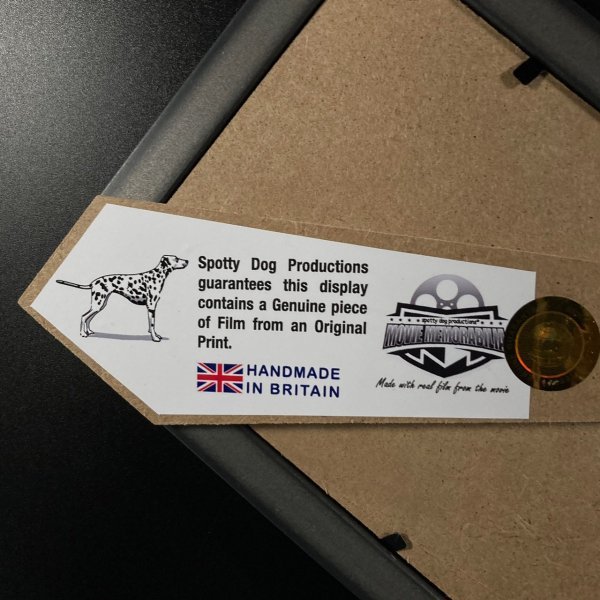 Spotty Dog Productions
guarantees this display
contains a Genuine piece
of Film from an Original
Print.
HANDMADE
IN BRITAIN
spotty dog productions'
MOVIE MEMORABILIA
Made with real film from the movie